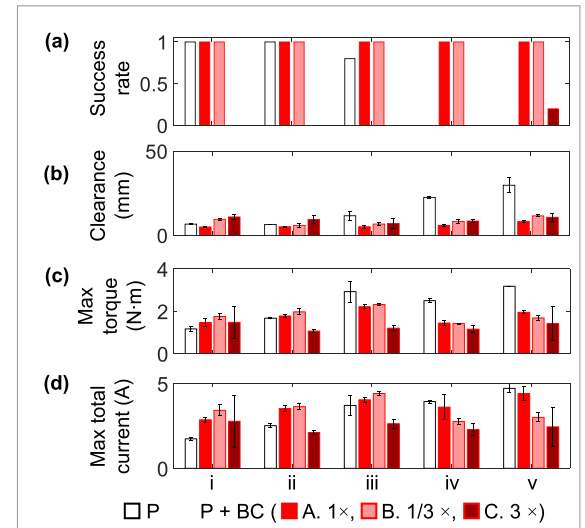 (a)
Success
rate
1
0.5
0
(b)
Clearance
(mm)
50
0
(c)
Max
torque
(N·m)
4
2
0
(d)
Max total
current (A)
5
0
i ii iii iv v
P P + BC ( A. 1×, B. 1/3 ×, C. 3 ×)